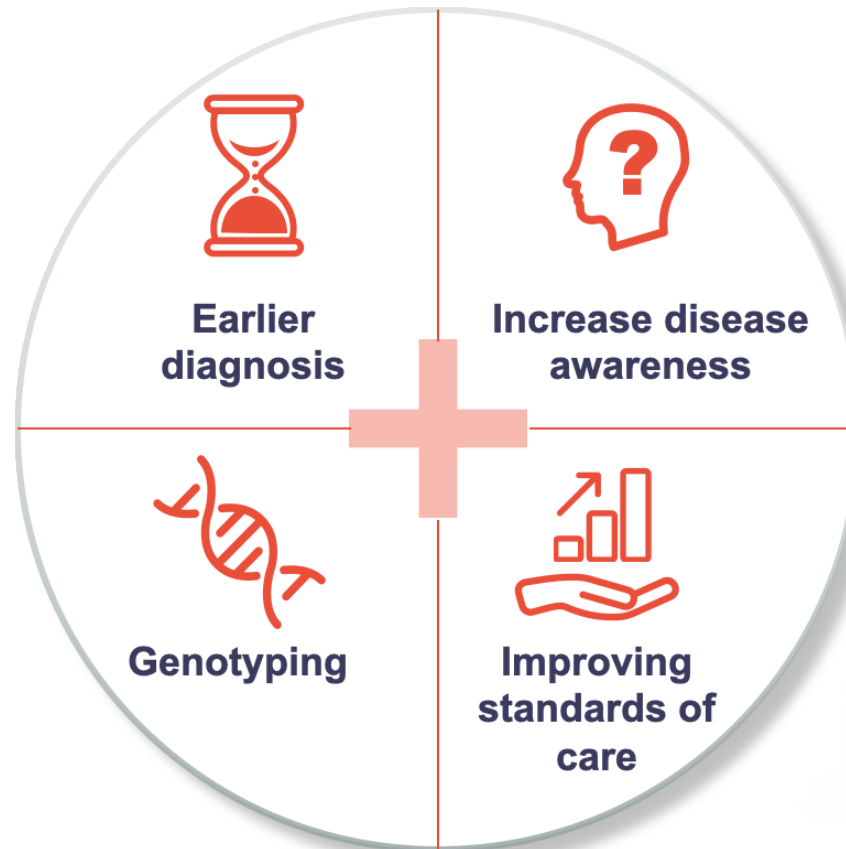 ?
Earlier
diagnosis
Increase disease
awareness
Genotyping
Improving
standards of
care